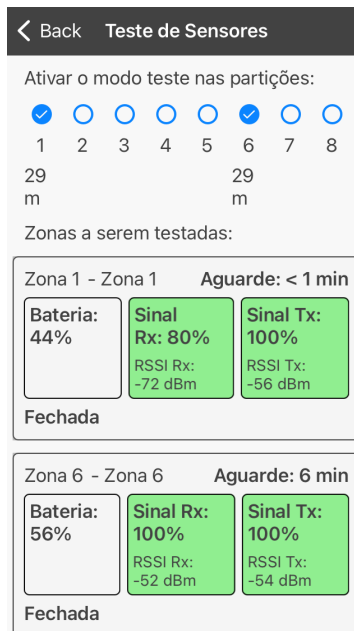 Back Teste de Sensores
Ativar o modo teste nas partições:
1 2 3 4 5 6 7 8
29 m 29 m
Zonas a serem testadas:
Zona 1 - Zona 1 Aguarde: < 1 min
Bateria: 44%
Sinal Rx: 80%
RSSI Rx: -72 dBm
Sinal Tx: 100%
RSSI Tx: -56 dBm
Fechada
Zona 6 - Zona 6 Aguarde: 6 min
Bateria: 56%
Sinal Rx: 100%
RSSI Rx: -52 dBm
Sinal Tx: 100%
RSSI Tx: -54 dBm
Fechada